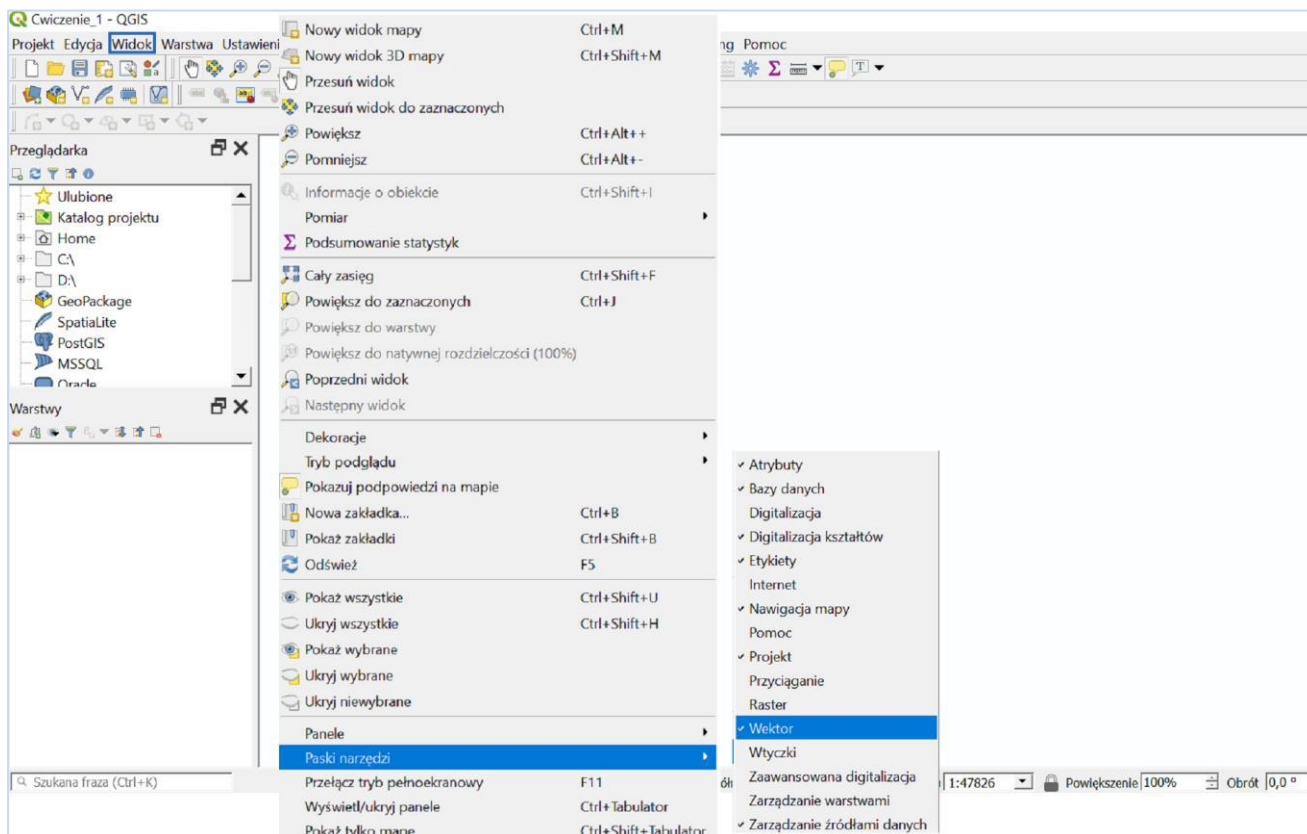 Cwiczenie_1 - QGIS
Projekt Edycja Widok Warstwa Ustawieni
ng Pomoc
Przeglądarka
Ulubione
Katalog projektu
Home
C:\
D:\
GeoPackage
SpatiaLite
PostGIS
MSSQL
Oracle
Warstwy
Szukana fraza (Ctrl+K)
Nowy widok mapy Ctrl+M
Nowy widok 3D mapy Ctrl+Shift+M
Przesuń widok
Przesuń widok do zaznaczonych
Powiększ Ctrl+Alt++
Pomniejsz Ctrl+Alt+-
Informacje o obiekcie Ctrl+Shift+I
Pomiar
Podsumowanie statystyk
Cały zasięg Ctrl+Shift+F
Powiększ do zaznaczonych Ctrl+J
Powiększ do warstwy
Powiększ do natywnej rozdzielczości (100%)
Poprzedni widok
Następny widok
Dekoracje
Tryb podglądu
Pokazuj podpowiedzi na mapie
Nowa zakładka... Ctrl+B
Pokaż zakładki Ctrl+Shift+B
Odśwież F5
Pokaż wszystkie Ctrl+Shift+U
Ukryj wszystkie Ctrl+Shift+H
Pokaż wybrane
Ukryj wybrane
Ukryj niewybrane
Panele
Paski narzędzi
Przełącz tryb pełnoekranowy F11
Wyświetl/ukryj panele Ctrl+Tabulator
Pokaż tylko mapę Ctrl+Shift+Tabulator
Atrybuty
Bazy danych
Digitalizacja
Digitalizacja kształtów
Etykiety
Internet
Nawigacja mapy
Pomoc
Projekt
Przyciąganie
Raster
Wektor
Wtyczki
Zaawansowana digitalizacja
Zarządzanie warstwami
Zarządzanie źródłami danych
1:47826 Powiększenie 100% Obrót 0,0 °